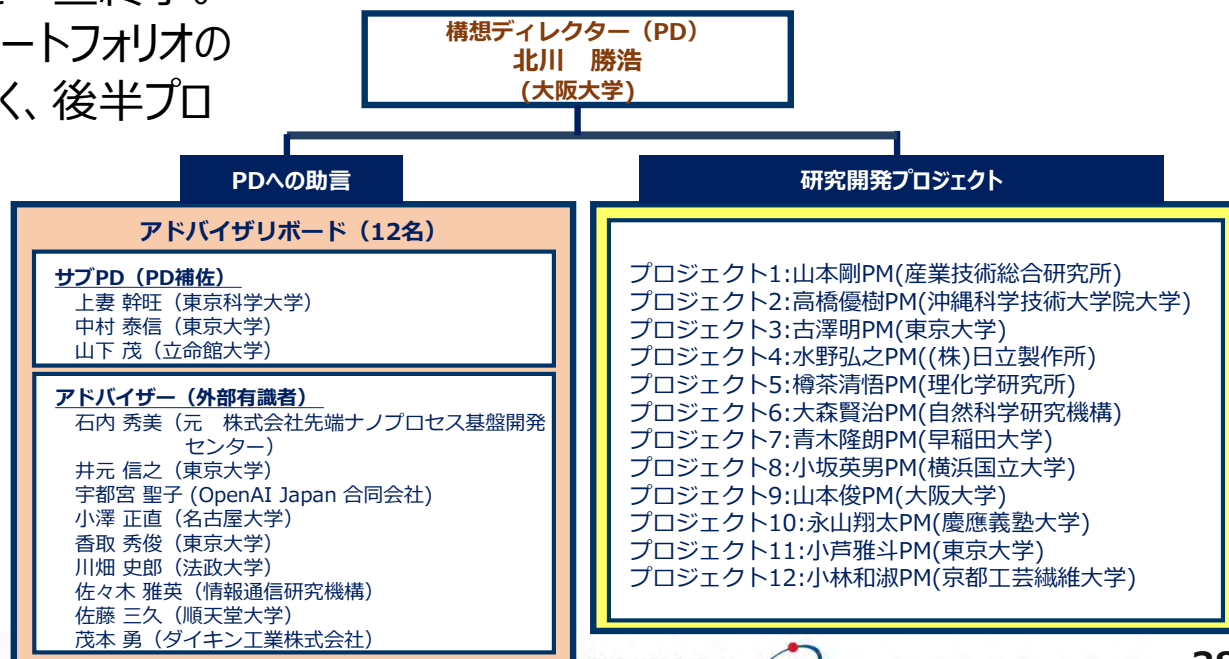 ートフォリオの
く、後半プロ
構想ディレクター（PD）
北川　勝浩
(大阪大学)
PDへの助言
アドバイザリボード（12名）
サブPD（PD補佐）
上妻 幹旺（東京科学大学）
中村 泰信（東京大学）
山下 茂（立命館大学）
アドバイザー（外部有識者）
石内 秀美（元　株式会社先端ナノプロセス基盤開発
センター）
井元 信之（東京大学）
宇都宮 聖子 (OpenAI Japan 合同会社)
小澤 正直（名古屋大学）
香取 秀俊（東京大学）
川畑 史郎（法政大学）
佐々木 雅英（情報通信研究機構）
佐藤 三久（順天堂大学）
茂本 勇（ダイキン工業株式会社）
研究開発プロジェクト
プロジェクト1:山本剛PM(産業技術総合研究所)
プロジェクト2:高橋優樹PM(沖縄科学技術大学院大学)
プロジェクト3:古澤明PM(東京大学)
プロジェクト4:水野弘之PM((株)日立製作所)
プロジェクト5:樽茶清悟PM(理化学研究所)
プロジェクト6:大森賢治PM(自然科学研究機構)
プロジェクト7:青木隆朗PM(早稲田大学)
プロジェクト8:小坂英男PM(横浜国立大学)
プロジェクト9:山本俊PM(大阪大学)
プロジェクト10:永山翔太PM(慶應義塾大学)
プロジェクト11:小芦雅斗PM(東京大学)
プロジェクト12:小林和淑PM(京都工芸繊維大学)